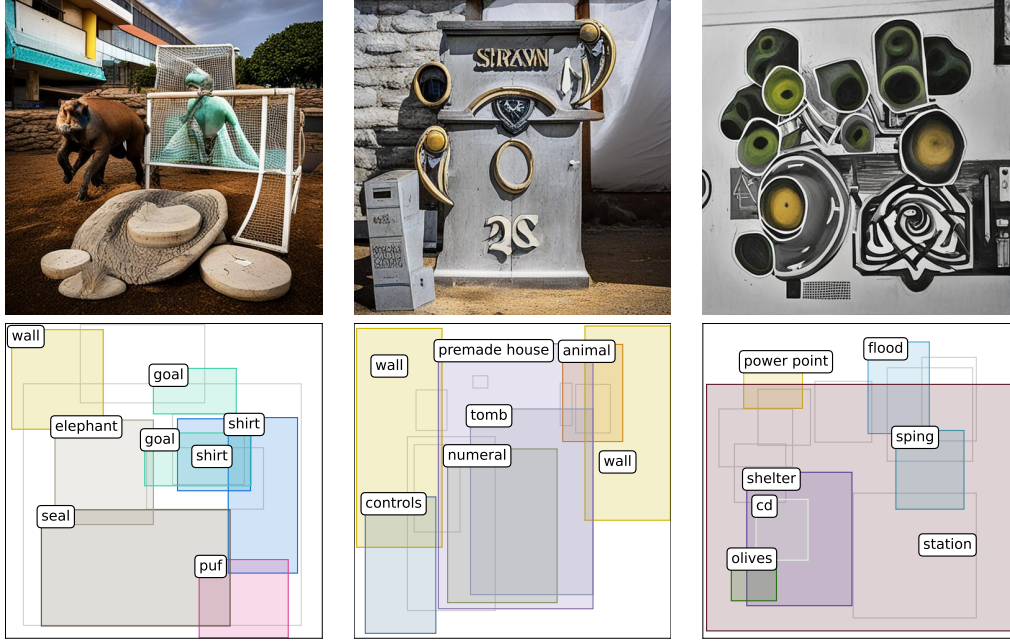 SIRAVN
wall
goal
elephant
goal
shirt
shirt
seal
puf
premade house
animal
wall
tomb
numeral
wall
controls
flood
power point
sping
shelter
cd
station
olives